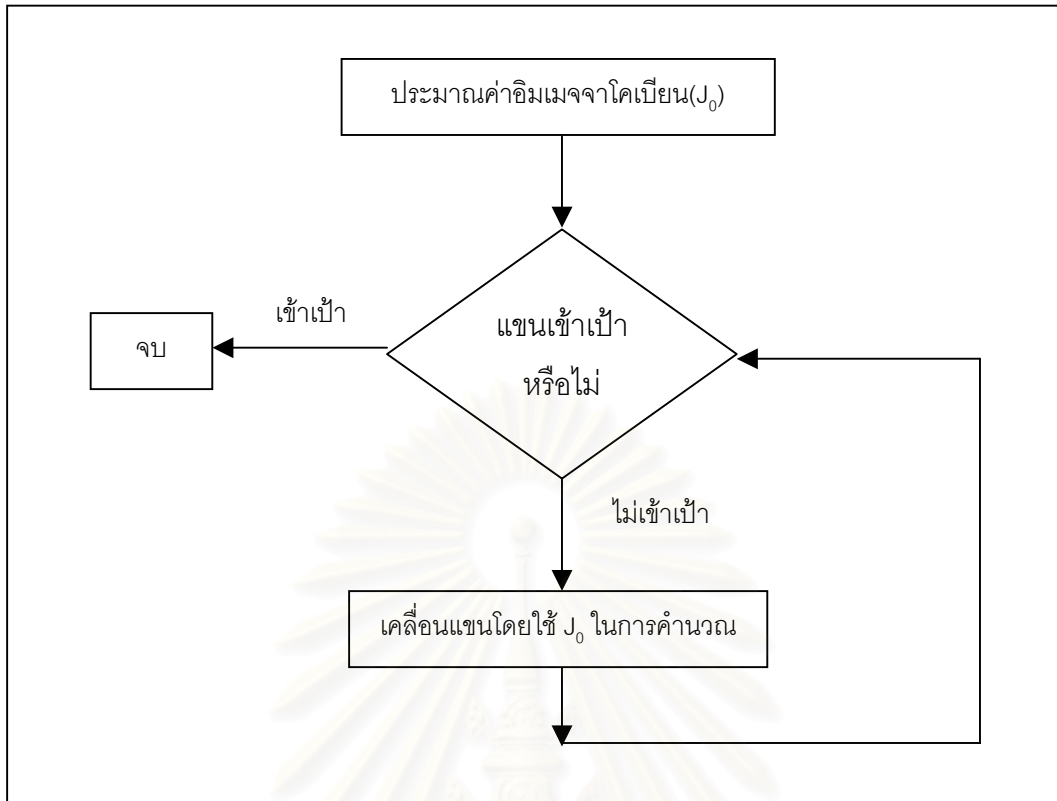 ประมาณค่าอิมเมจจาโคเบียน(J₀)
เข้าเป้า
แขนเข้าเป้า
หรือไม่
จบ
ไม่เข้าเป้า
เคลื่อนแขนโดยใช้ J₀ ในการคำนวณ